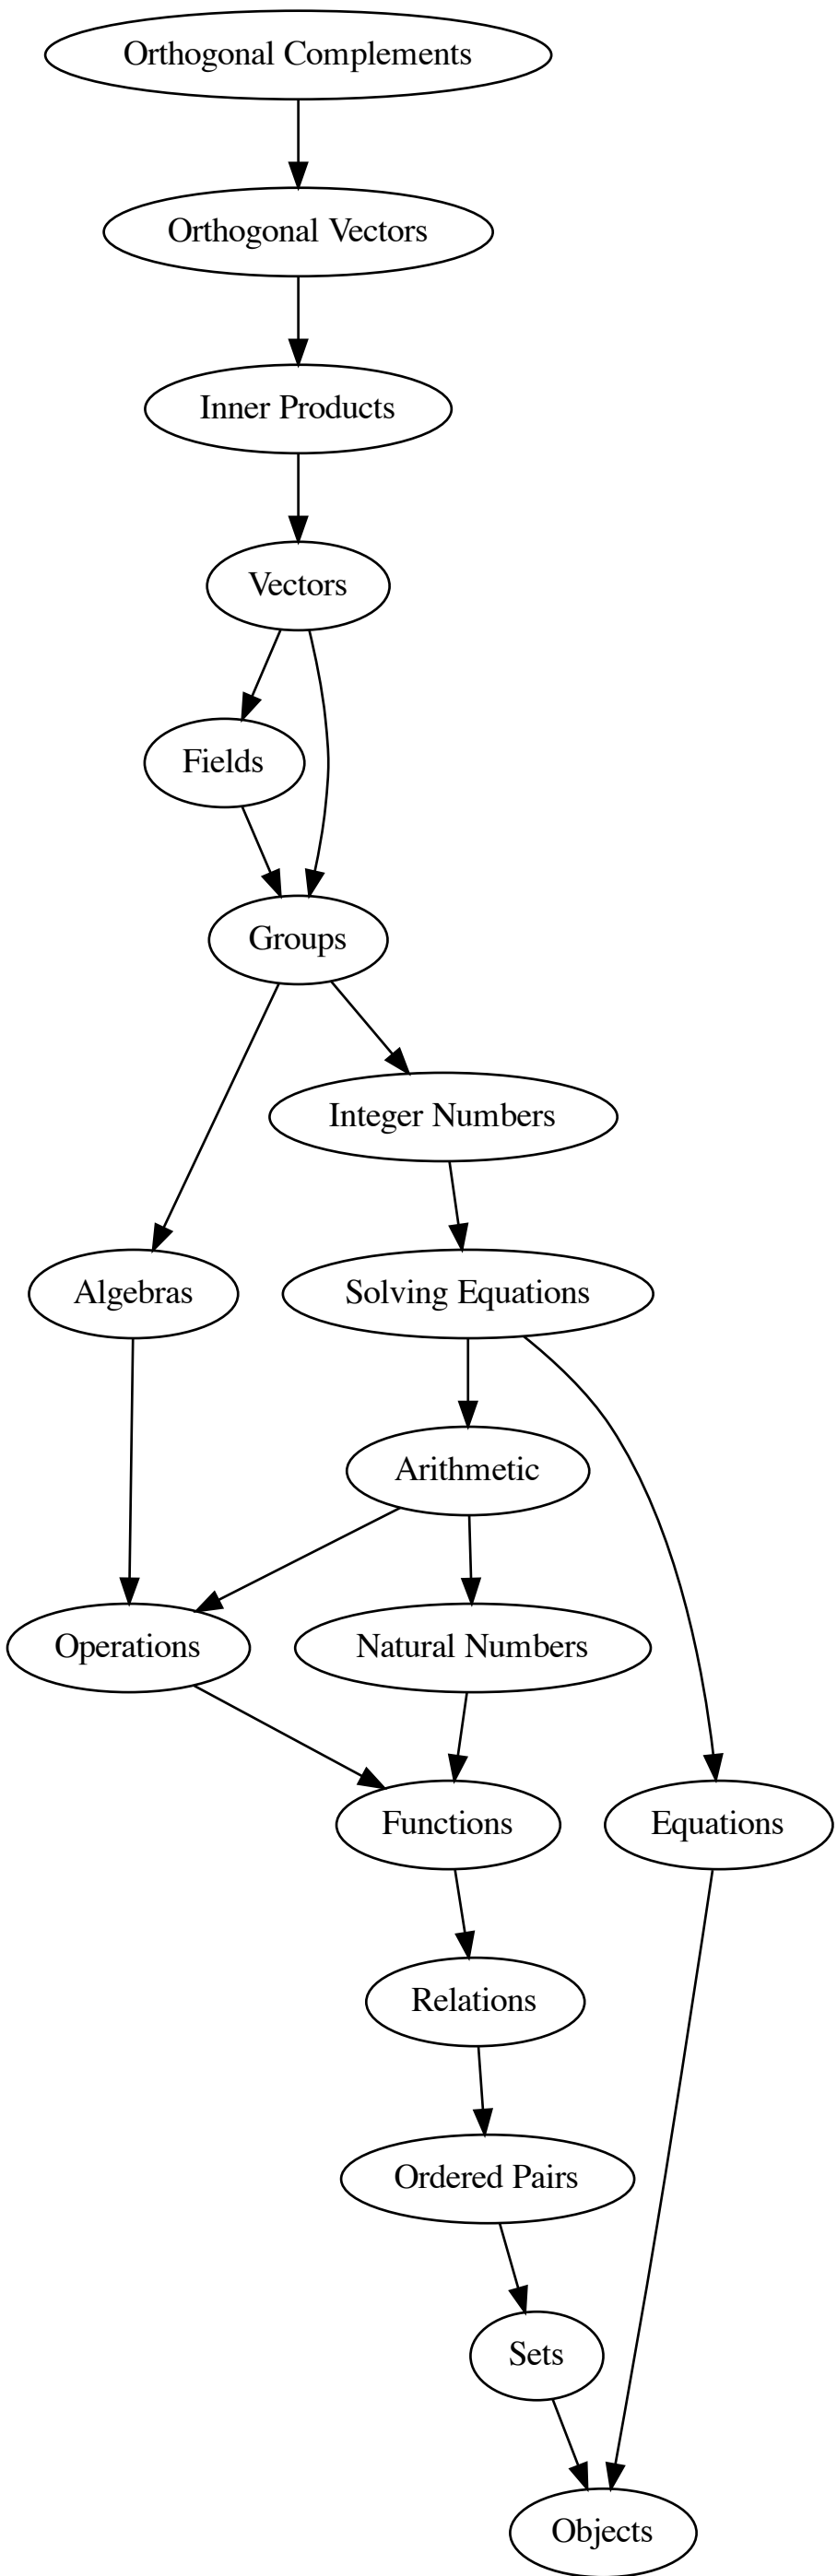 Orthogonal Complements
Orthogonal Vectors
Inner Products
Vectors
Fields
Groups
Integer Numbers
Algebras
Solving Equations
Arithmetic
Operations
Natural Numbers
Functions
Equations
Relations
Ordered Pairs
Sets
Objects